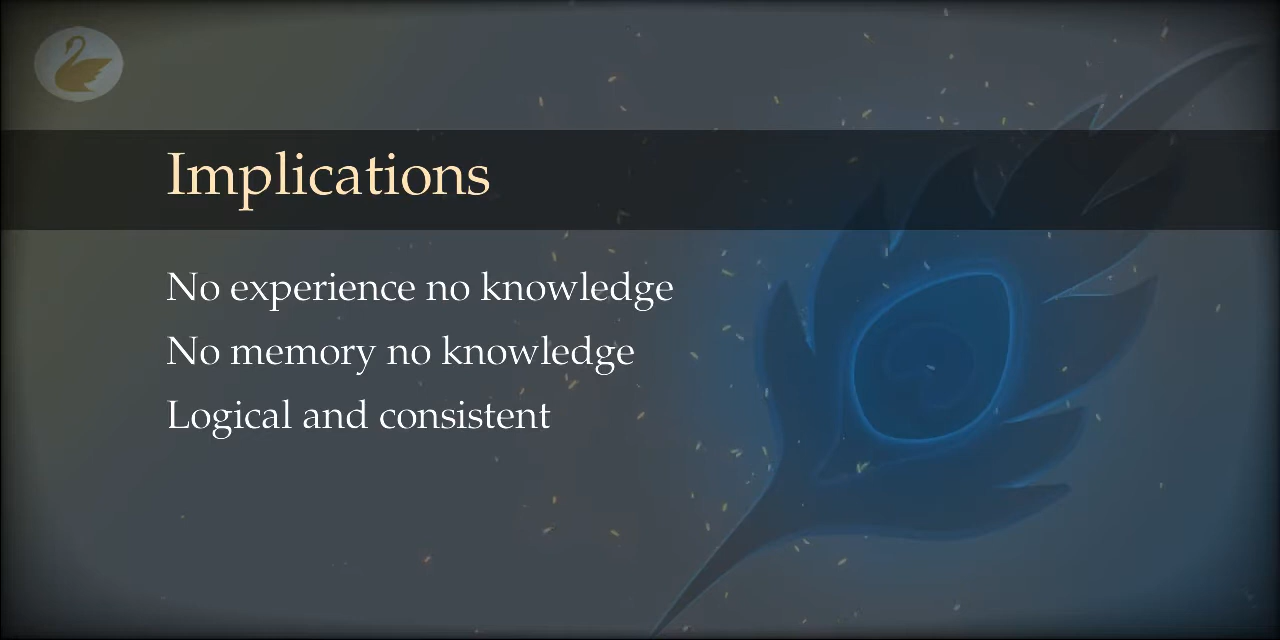 Implications
No experience no knowledge
No memory no knowledge
Logical and consistent